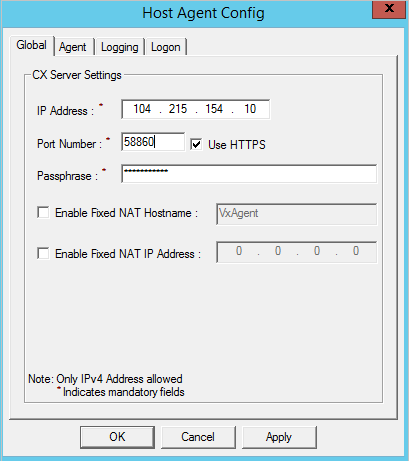 Host Agent Config
x
Global Agent Logging Logon
CX Server Settings
IP Address : * 104 . 215 . 154 . 10
Port Number : * 58860 Use HTTPS
Passphrase : * ***********
Enable Fixed NAT Hostname : VxAgent
Enable Fixed NAT IP Address : 0 . 0 . 0 . 0
Note: Only IPv4 Address allowed
* Indicates mandatory fields
OK Cancel Apply